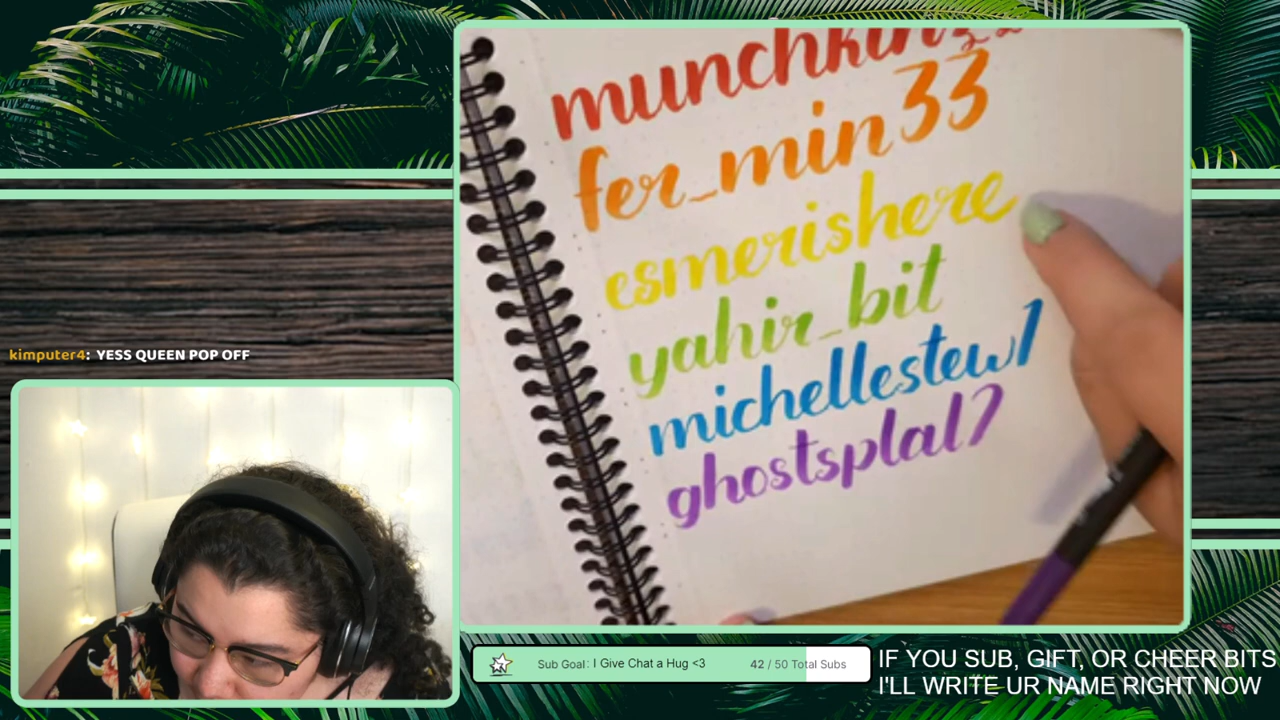 fer_min33
esmerishere
yahir_bit
michellestew1
ghostsplal7
kimputer4: YESS QUEEN POP OFF
Sub Goal: I Give Chat a Hug <3 42 / 50 Total Subs
IF YOU SUB, GIFT, OR CHEER BITS
I'LL WRITE UR NAME RIGHT NOW